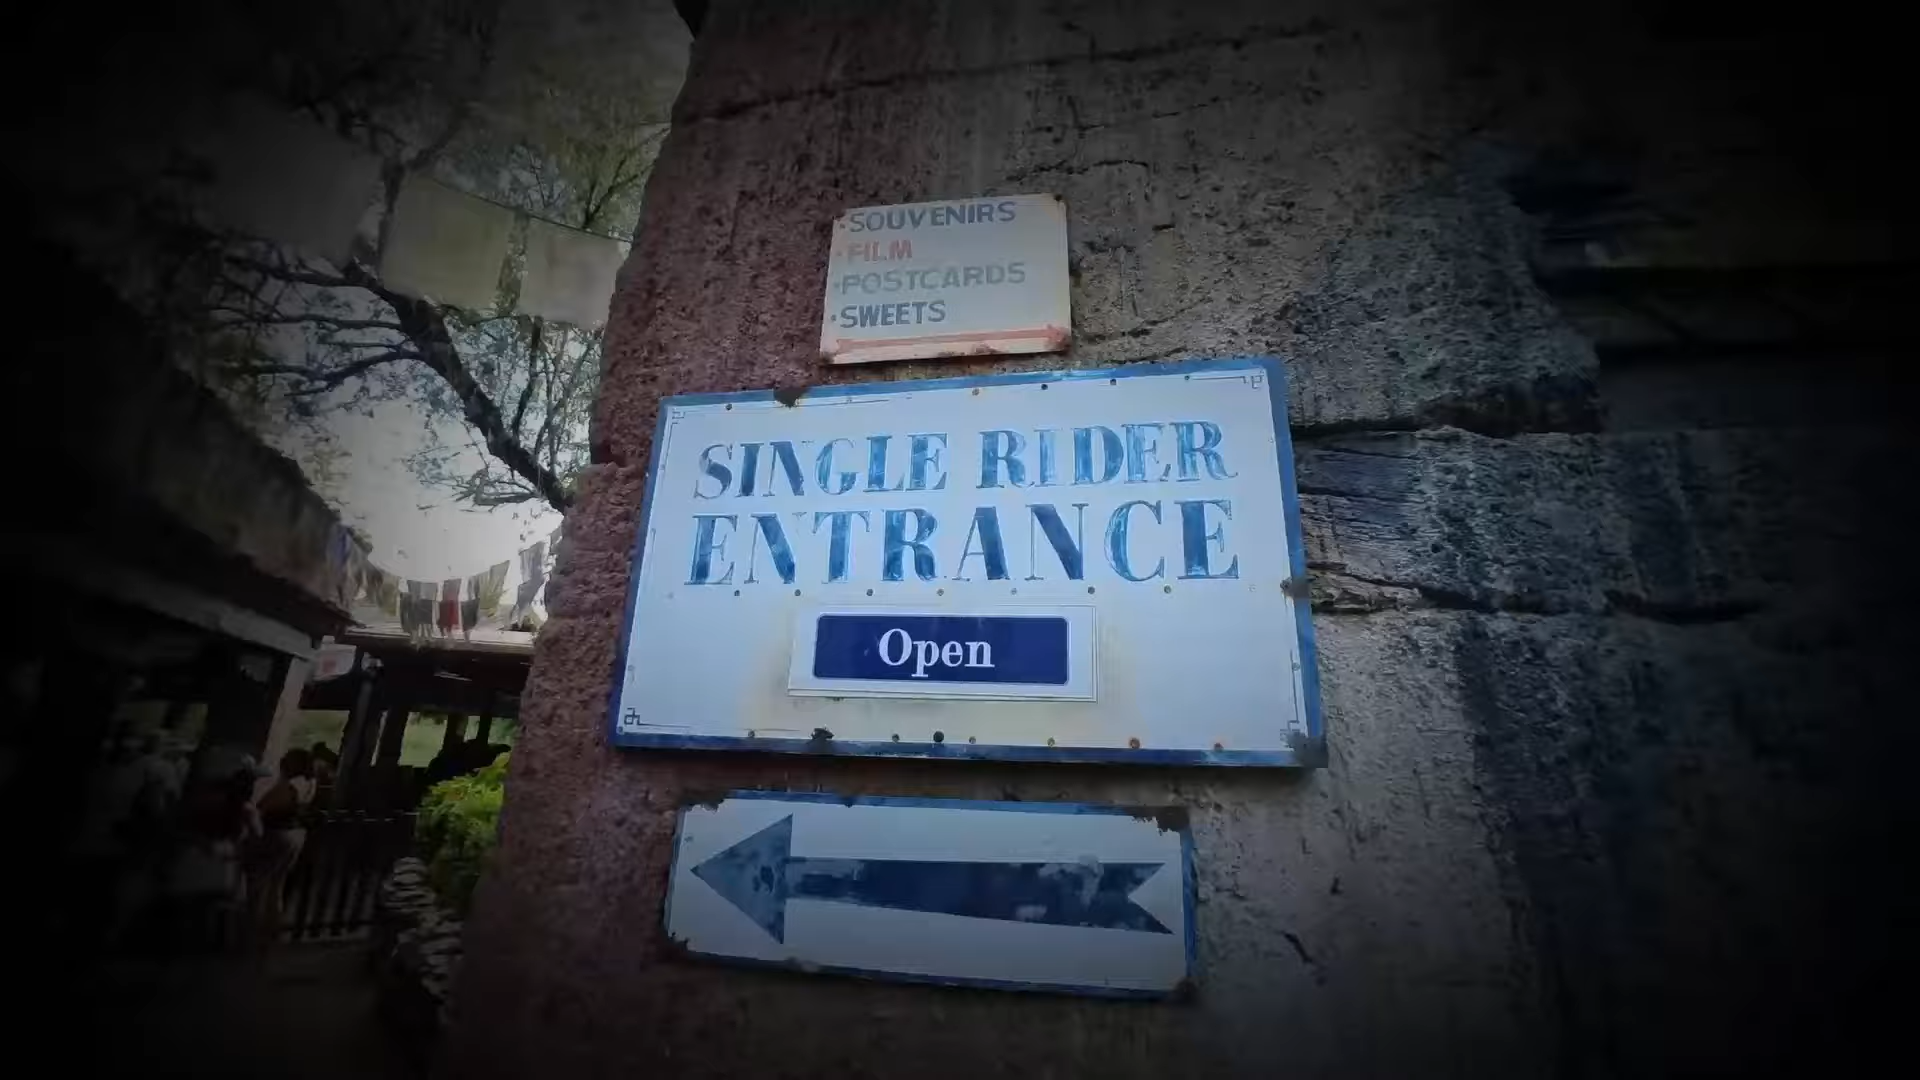 ·SOUVENIRS
·FILM
·POSTCARDS
·SWEETS
SINGLE RIDER
ENTRANCE
Open